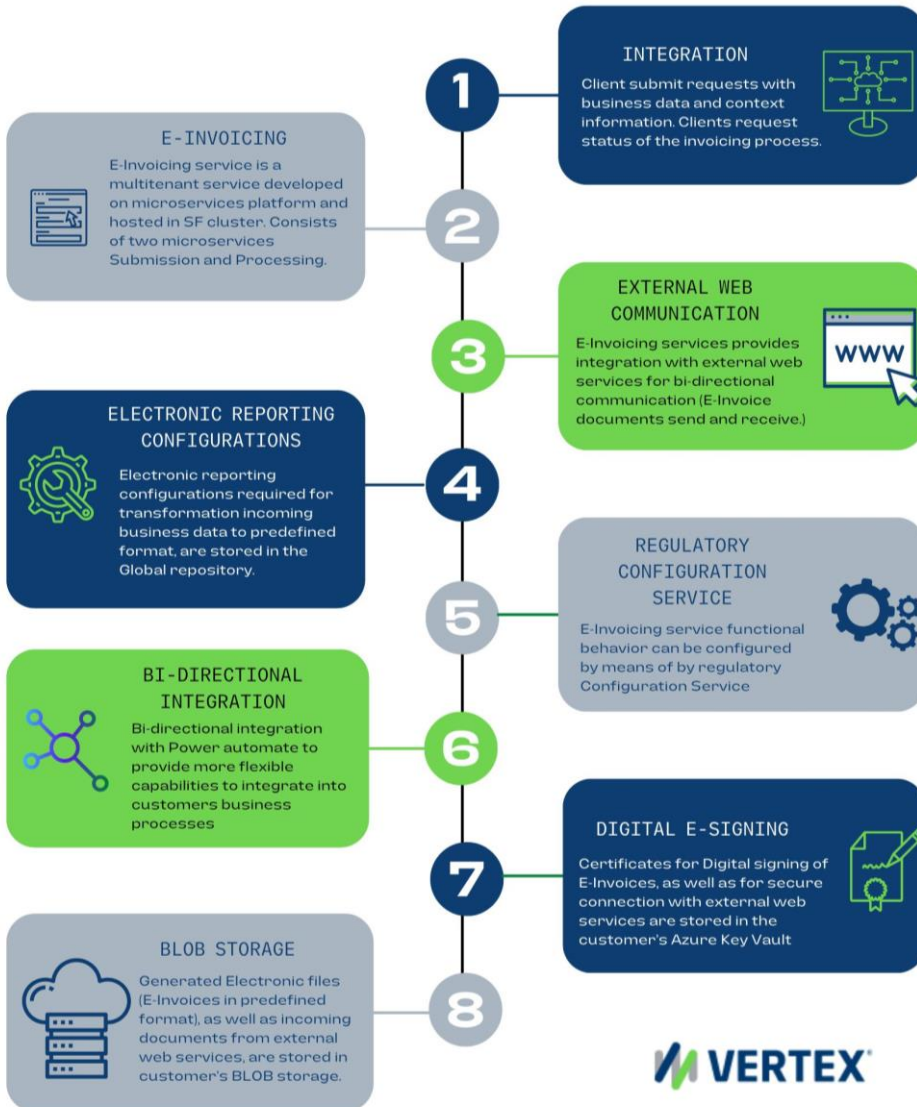 1
INTEGRATION
Client submit requests with
business data and context
information. Clients request
status of the invoicing process.
E-INVOICING
E-Invoicing service is a
multitenant service developed
on microservices platform and
hosted in SF cluster. Consists
of two microservices
Submission and Processing.
2
3
EXTERNAL WEB
COMMUNICATION
E-Invoicing services provides
integration with external web
services for bi-directional
communication (E-Invoice
documents send and receive.)
WWW
ELECTRONIC REPORTING
CONFIGURATIONS
Electronic reporting
configurations required for
transformation incoming
business data to predefined
format, are stored in the
Global repository.
4
5
REGULATORY
CONFIGURATION
SERVICE
E-Invoicing service functional
behavior can be configured
by means of by regulatory
Configuration Service
BI-DIRECTIONAL
INTEGRATION
Bi-directional integration
with Power automate to
provide more flexible
capabilities to integrate into
customers business
processes
6
7
DIGITAL E-SIGNING
Certificates for Digital signing of
E-Invoices, as well as for secure
connection with external web
services are stored in the
customer's Azure Key Vault
BLOB STORAGE
Generated Electronic files
(E-Invoices in predefined
format), as well as incoming
documents from external
web services, are stored in
customer's BLOB storage.
8
VERTEX